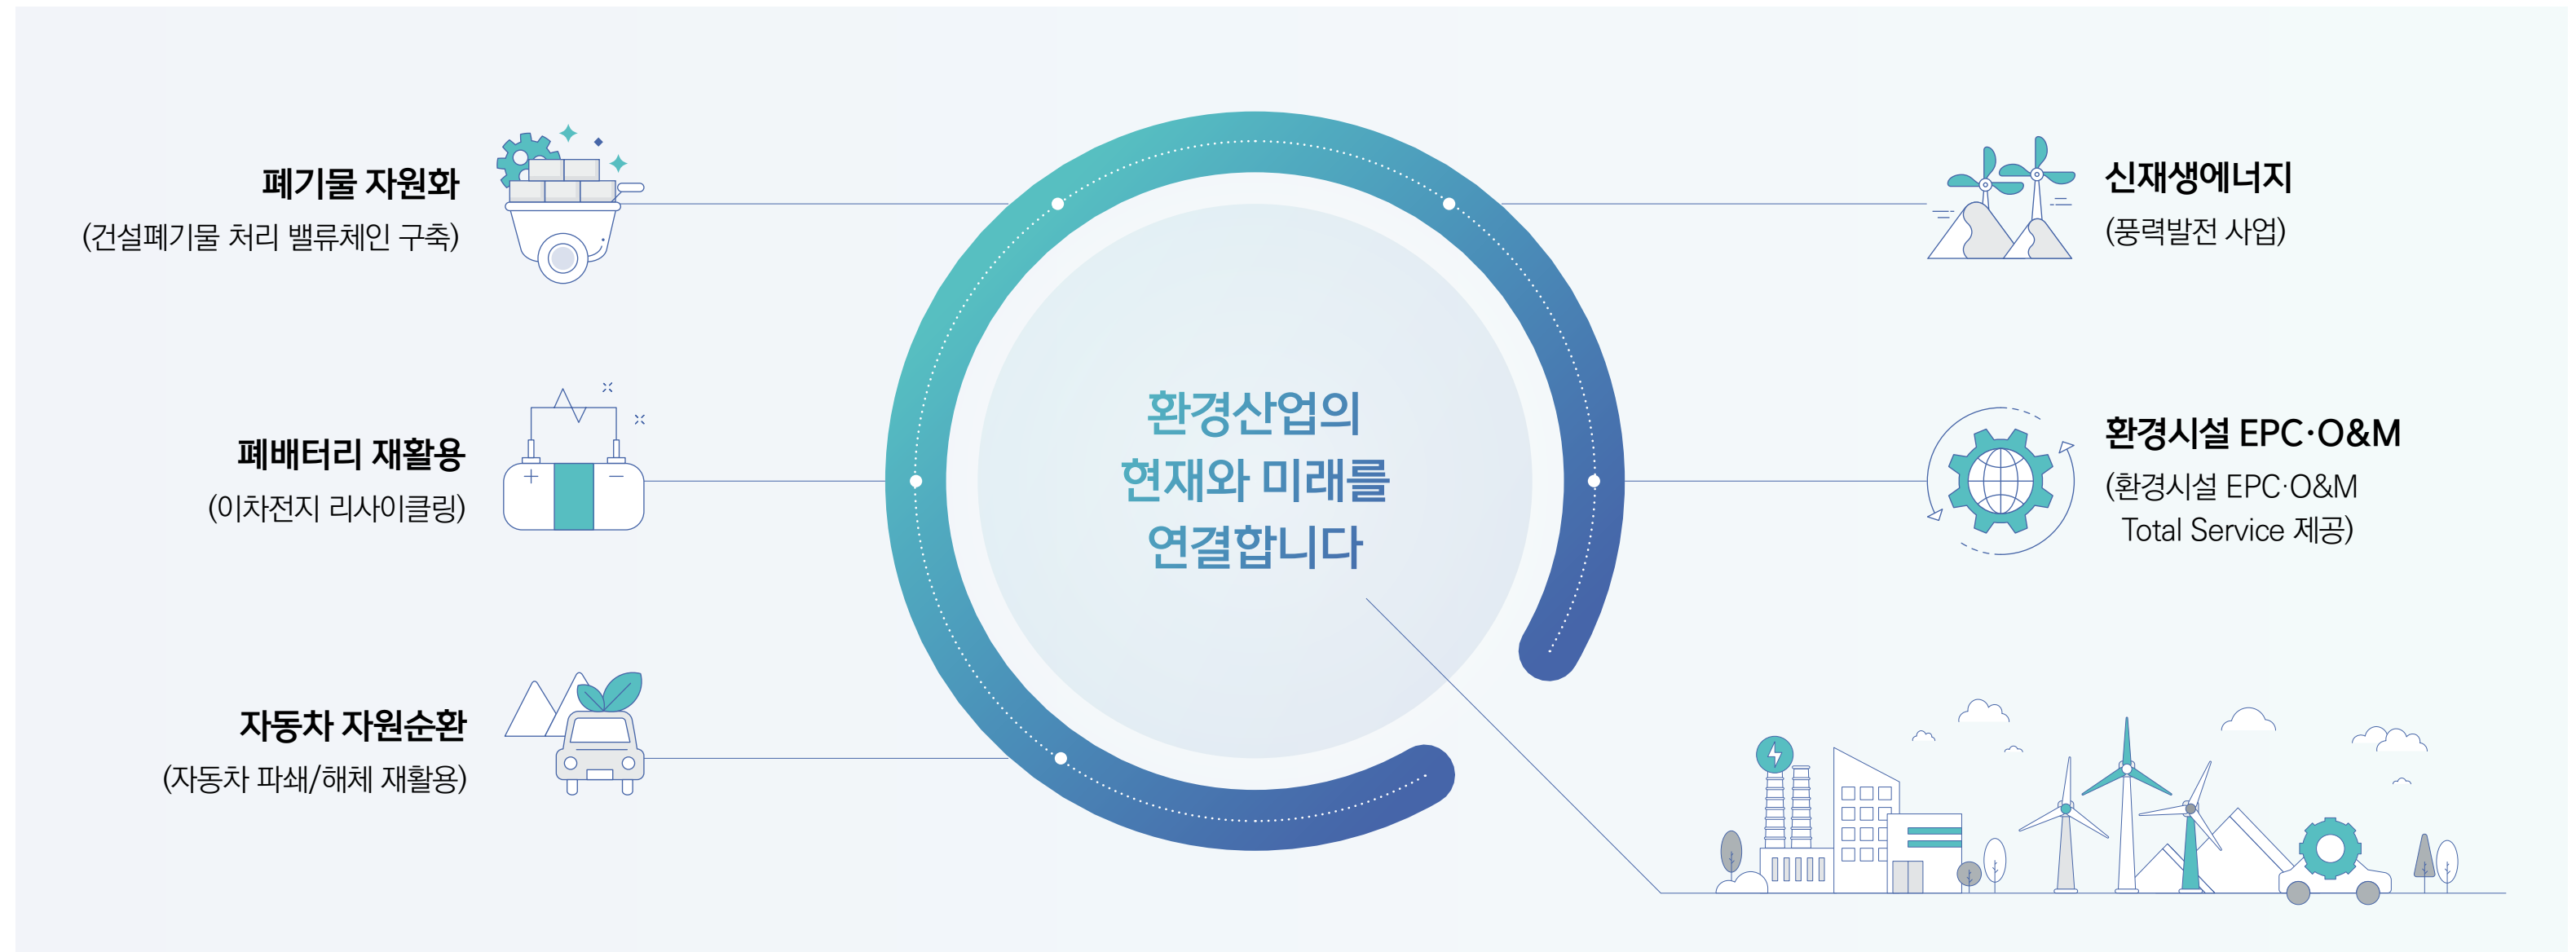 폐기물 자원화
(건설폐기물 처리 밸류체인 구축)
폐배터리 재활용
(이차전지 리사이클링)
자동차 자원순환
(자동차 파쇄/해체 재활용)
환경산업의
현재와 미래를
연결합니다
신재생에너지
(풍력발전 사업)
환경시설 EPC·O&M
(환경시설 EPC·O&M
Total Service 제공)